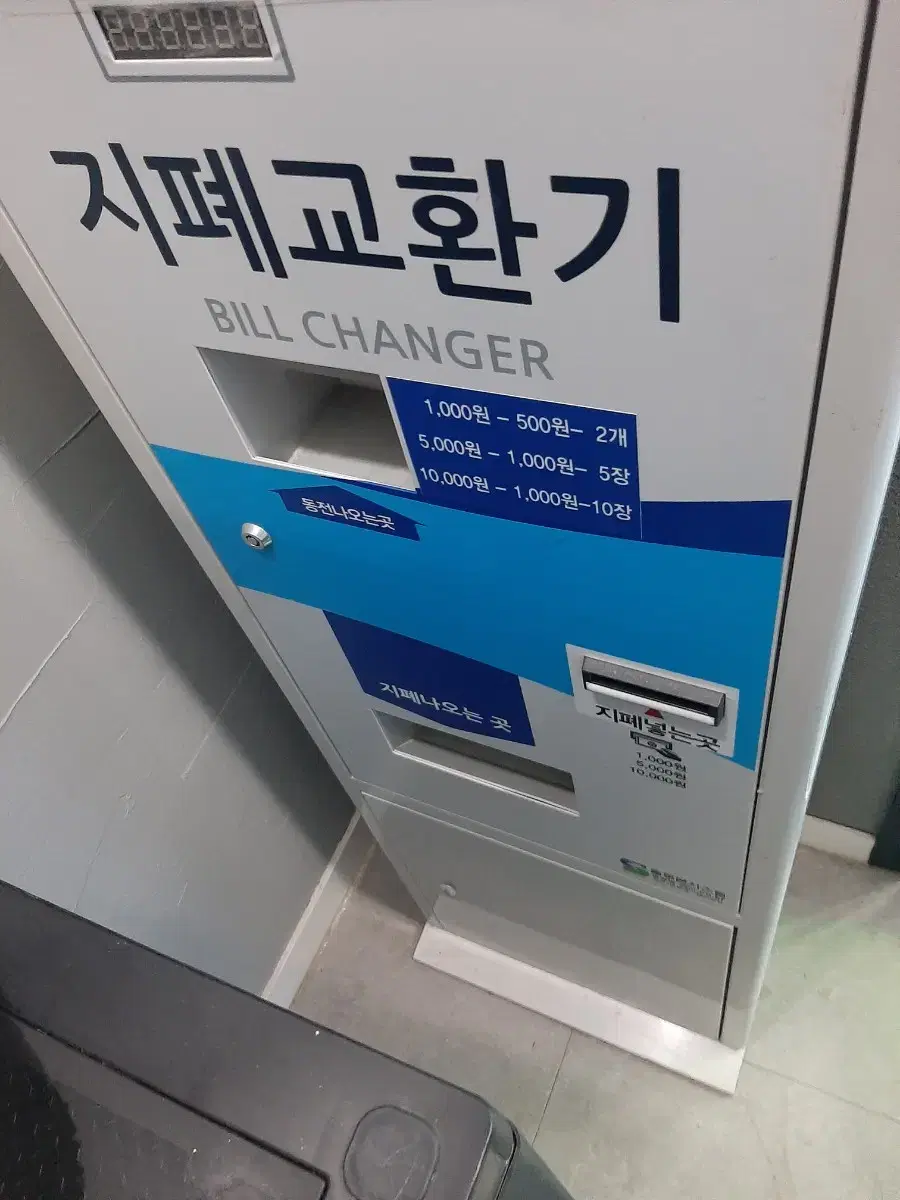 지폐교환기
BILL CHANGER
1,000원 - 500원- 2개
5,000원 - 1,000원- 5장
10,000원 - 1,000원-10장
동전나오는곳
지폐나오는 곳
지폐넣는곳
1,000원
5,000원
10,000원